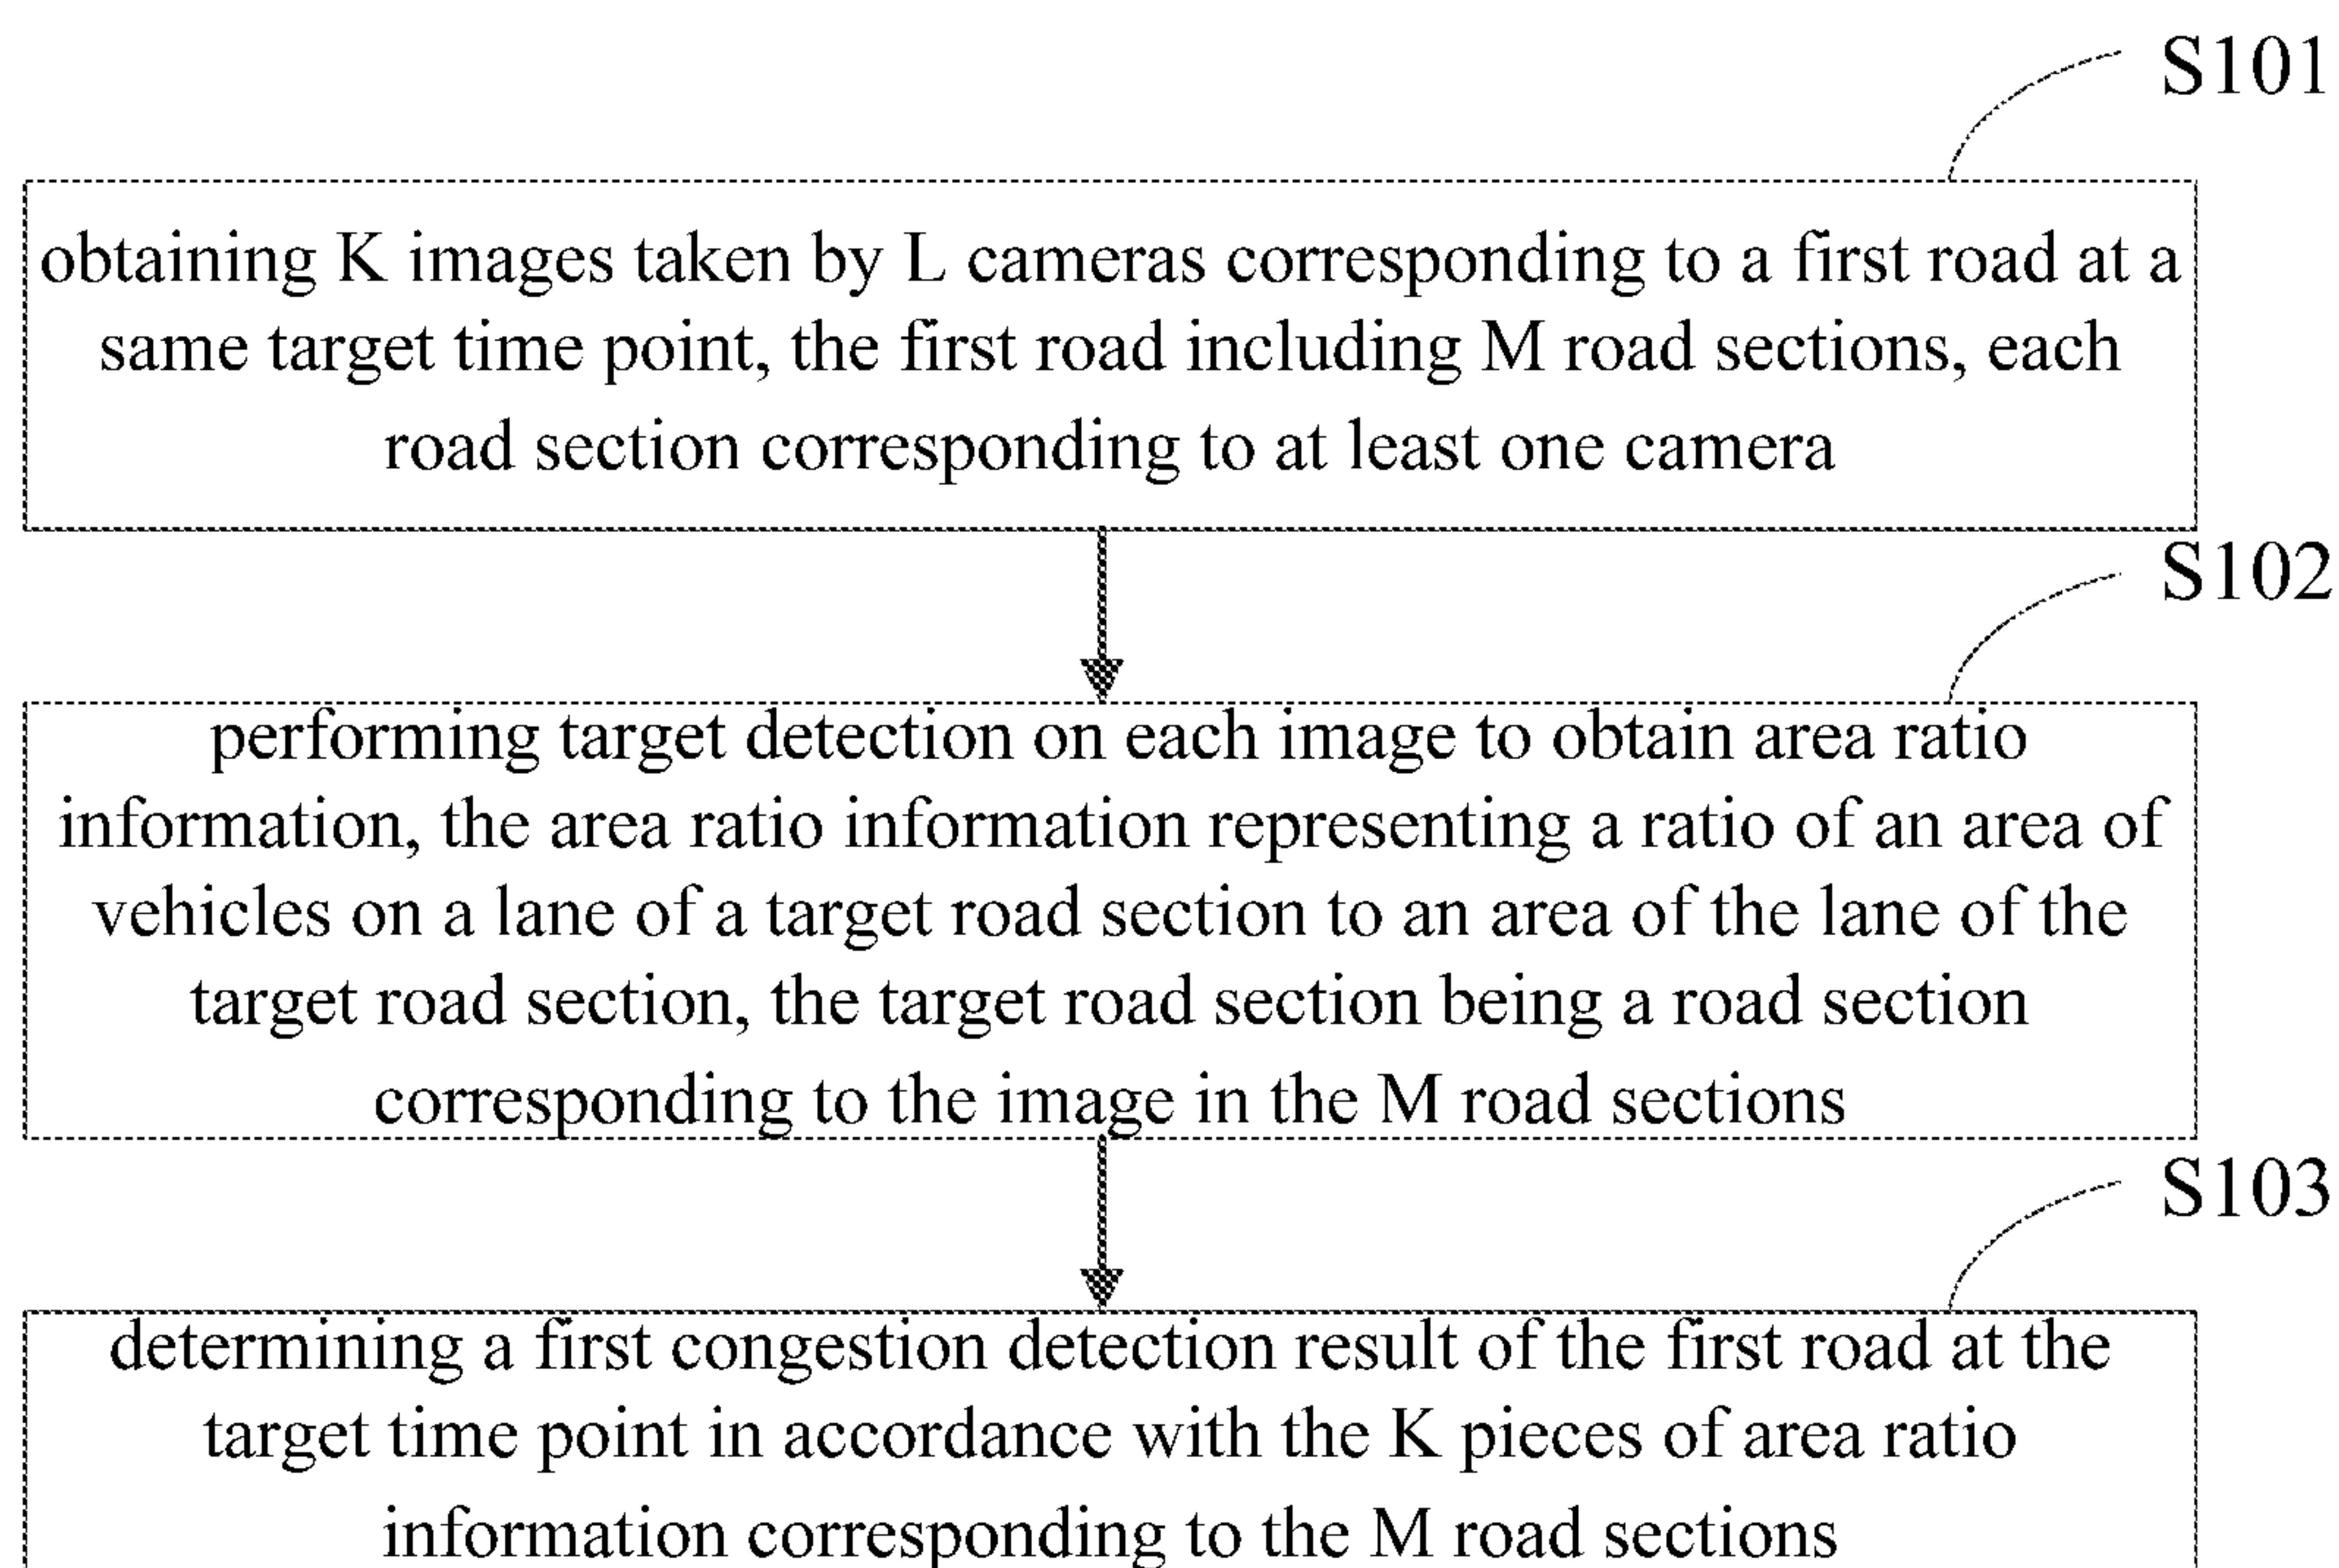 S101
obtaining K images taken by L cameras corresponding to a first road at a
same target time point, the first road including M road sections, each
road section corresponding to at least one camera
S102
performing target detection on each image to obtain area ratio
information, the area ratio information representing a ratio of an area of
vehicles on a lane of a target road section to an area of the lane of the
target road section, the target road section being a road section
corresponding to the image in the M road sections
S103
determining a first congestion detection result of the first road at the
target time point in accordance with the K pieces of area ratio
information corresponding to the M road sections